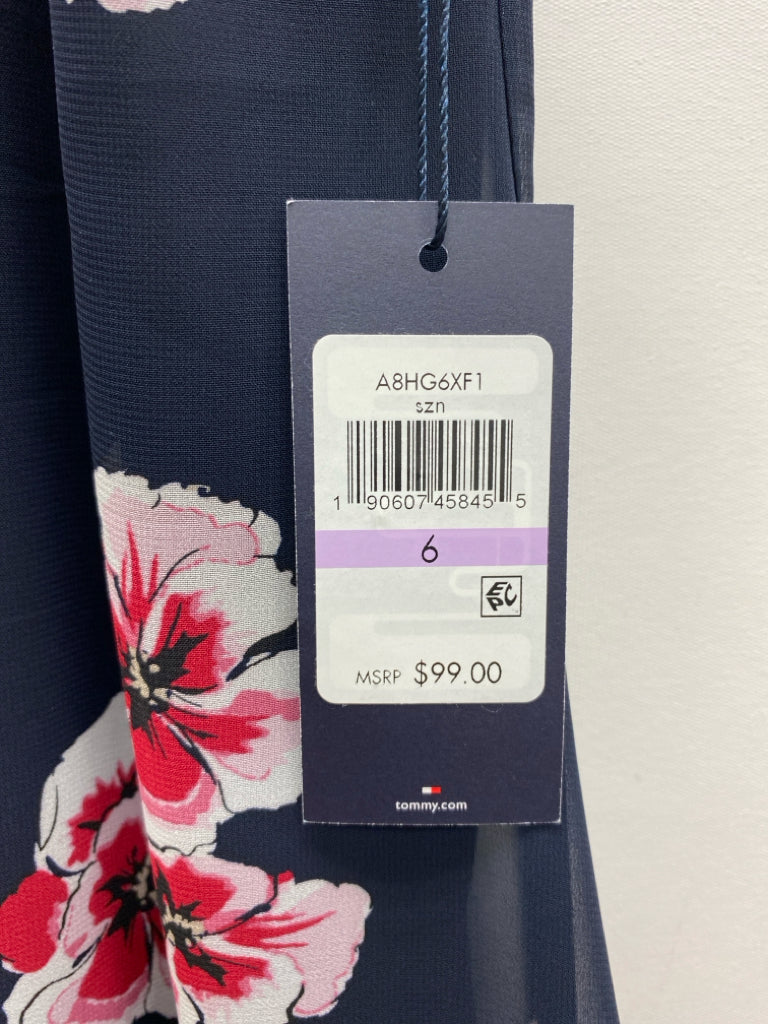 A8HG6XF1
szn
1 90607 45845 5
6
EPC
MSRP $99.00
tommy.com